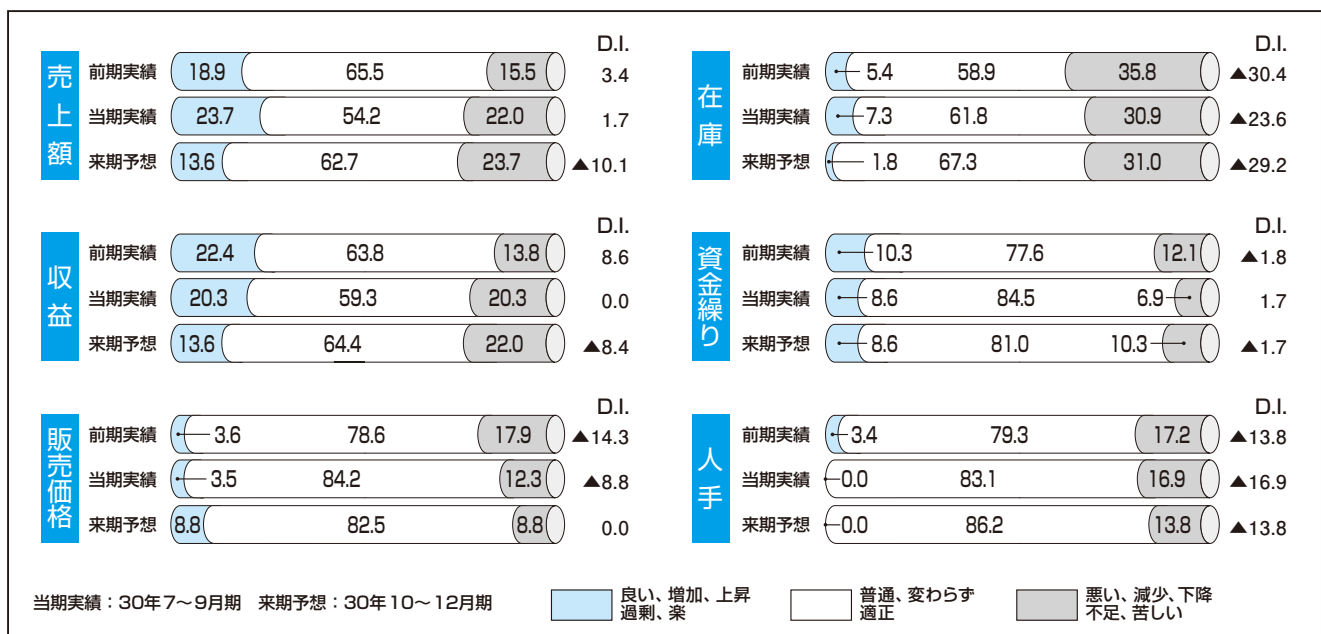 売上額
D.I.
前期実績 18.9 65.5 15.5 3.4
当期実績 23.7 54.2 22.0 1.7
来期予想 13.6 62.7 23.7 ▲10.1
収益
D.I.
前期実績 22.4 63.8 13.8 8.6
当期実績 20.3 59.3 20.3 0.0
来期予想 13.6 64.4 22.0 ▲8.4
販売価格
D.I.
前期実績 3.6 78.6 17.9 ▲14.3
当期実績 3.5 84.2 12.3 ▲8.8
来期予想 8.8 82.5 8.8 0.0
在庫
D.I.
前期実績 5.4 58.9 35.8 ▲30.4
当期実績 7.3 61.8 30.9 ▲23.6
来期予想 1.8 67.3 31.0 ▲29.2
資金繰り
D.I.
前期実績 10.3 77.6 12.1 ▲1.8
当期実績 8.6 84.5 6.9 1.7
来期予想 8.6 81.0 10.3 ▲1.7
人手
D.I.
前期実績 3.4 79.3 17.2 ▲13.8
当期実績 0.0 83.1 16.9 ▲16.9
来期予想 0.0 86.2 13.8 ▲13.8
当期実績：30年7～9月期 来期予想：30年10～12月期
良い、増加、上昇
過剰、楽
普通、変わらず
適正
悪い、減少、下降
不足、苦しい